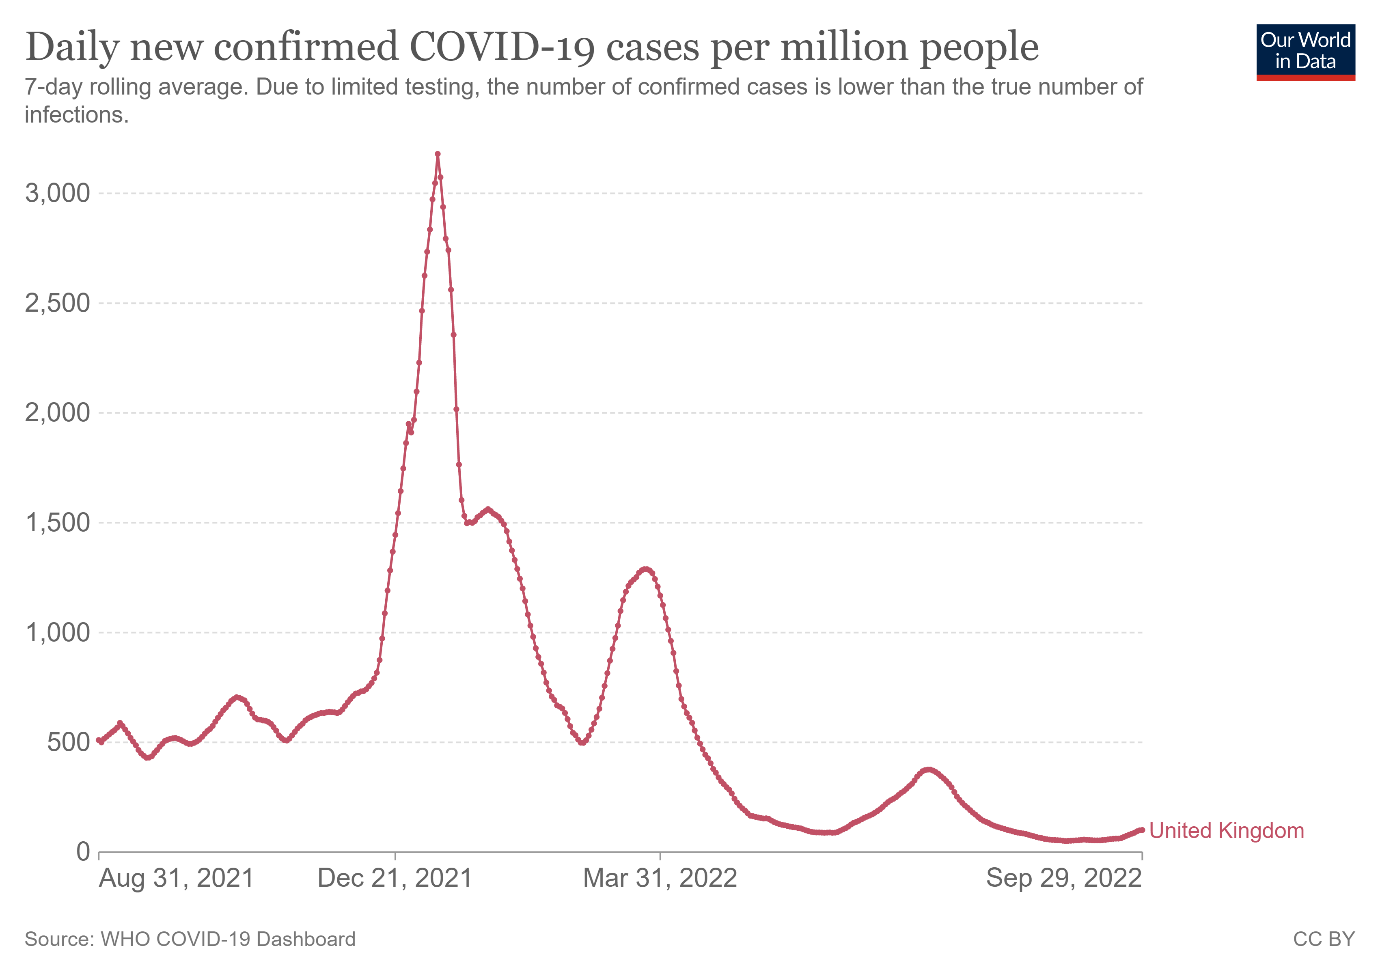 Daily new confirmed COVID-19 cases per million people
Our World
in Data
7-day rolling average. Due to limited testing, the number of confirmed cases is lower than the true number of
infections.
3,000
2,500
2,000
1,500
1,000
500
0
United Kingdom
Aug 31, 2021
Dec 21, 2021
Mar 31, 2022
Sep 29, 2022
Source: WHO COVID-19 Dashboard
CC BY